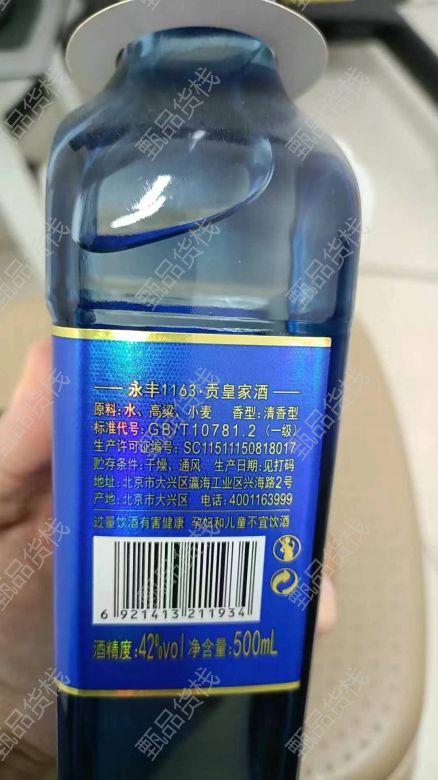 永丰1163·贡皇家酒
原料:水、高粱、小麦 香型:清香型
标准代号:GB/T10781.2(一级)
生产许可证编号:SC11511150818017
贮存条件:干燥、通风 生产日期:见打码
地址:北京市大兴区瀛海工业区兴海路2号
产地:北京市大兴区 电话:4001163999
过量饮酒有害健康 孕妇和儿童不宜饮酒
6 921413 211934
酒精度:42%vol 净含量:500mL
甄品货栈